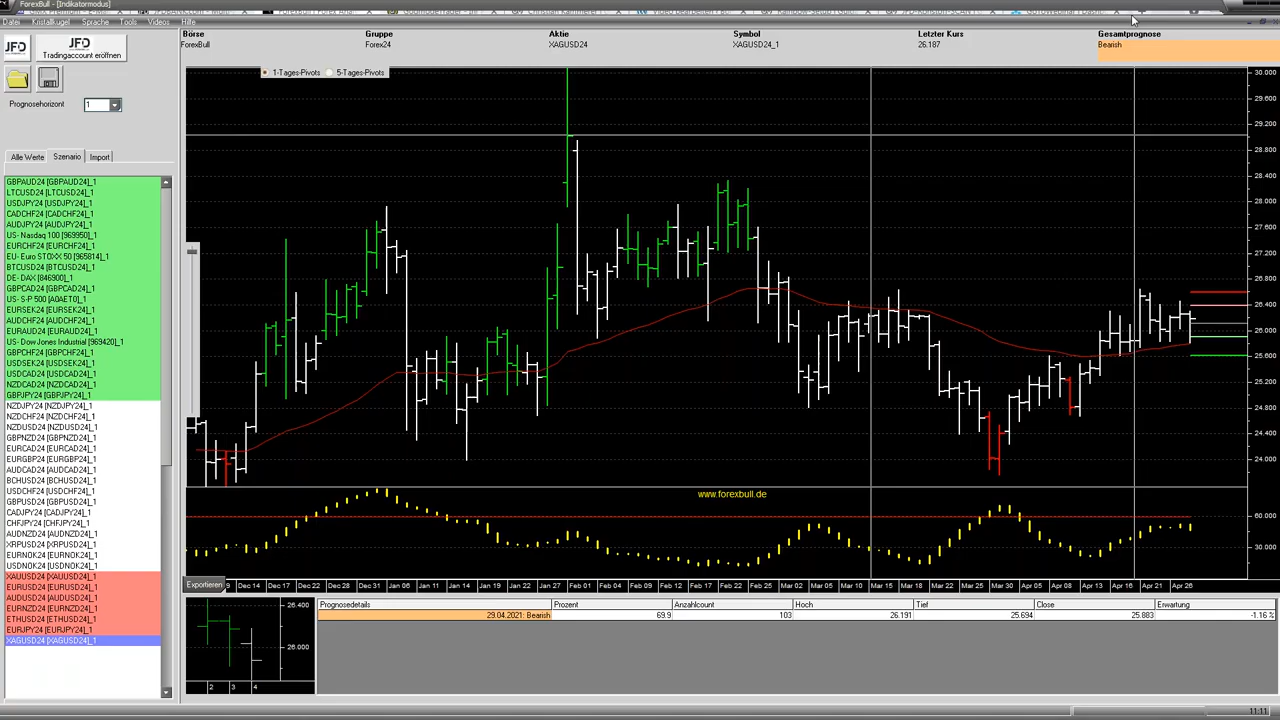 ForexBull - [Indikatormodus]
Datei Kristallkugel Sprache Tools Videos Hilfe
Börse Gruppe Aktie Symbol Letzter Kurs Gesamtprognose
ForexBull Forex24 XAGUSD24 XAGUSD24_1 26.187 Bearish
JFD
JFD
Tradingaccount eröffnen
Prognosehorizont 1
1-Tages-Pivots 5-Tages-Pivots
Alle Werte Szenario Import
GBPAUD24 [GBPAUD24]_1
LTCUSD24 [LTCUSD24]_1
USDJPY24 [USDJPY24]_1
CADCHF24 [CADCHF24]_1
AUDJPY24 [AUDJPY24]_1
US- Nasdaq 100 [969950]_1
EURCHF24 [EURCHF24]_1
EU- Euro STOXX 50 [965814]_1
BTCUSD24 [BTCUSD24]_1
DE- DAX [846900]_1
GBPCAD24 [GBPCAD24]_1
US- S-P 500 [A0AET0]_1
EURSEK24 [EURSEK24]_1
AUDCHF24 [AUDCHF24]_1
EURAUD24 [EURAUD24]_1
US- Dow Jones Industrial [969420]_1
GBPCHF24 [GBPCHF24]_1
USDSEK24 [USDSEK24]_1
USDCAD24 [USDCAD24]_1
NZDCAD24 [NZDCAD24]_1
GBPJPY24 [GBPJPY24]_1
NZDJPY24 [NZDJPY24]_1
NZDCHF24 [NZDCHF24]_1
NZDUSD24 [NZDUSD24]_1
GBPNZD24 [GBPNZD24]_1
EURCAD24 [EURCAD24]_1
EURGBP24 [EURGBP24]_1
AUDCAD24 [AUDCAD24]_1
BCHUSD24 [BCHUSD24]_1
USDCHF24 [USDCHF24]_1
GBPUSD24 [GBPUSD24]_1
CADJPY24 [CADJPY24]_1
CHFJPY24 [CHFJPY24]_1
AUDNZD24 [AUDNZD24]_1
XRPUSD24 [XRPUSD24]_1
EURNOK24 [EURNOK24]_1
USDNOK24 [USDNOK24]_1
XAUUSD24 [XAUUSD24]_1
EURUSD24 [EURUSD24]_1
AUDUSD24 [AUDUSD24]_1
EURNZD24 [EURNZD24]_1
ETHUSD24 [ETHUSD24]_1
EURJPY24 [EURJPY24]_1
XAGUSD24 [XAGUSD24]_1
30.000
29.600
29.200
28.800
28.400
28.000
27.600
27.200
26.800
26.400
26.000
25.600
25.200
24.800
24.400
24.000
www.forexbull.de
60.000
30.000
Exportieren 9 Dec 14 Dec 17 Dec 22 Dec 28 Dec 31 Jan 06 Jan 11 Jan 14 Jan 19 Jan 22 Jan 27 Feb 01 Feb 04 Feb 09 Feb 12 Feb 17 Feb 22 Feb 25 Mar 02 Mar 05 Mar 10 Mar 15 Mar 18 Mar 22 Mar 25 Mar 30 Apr 05 Apr 08 Apr 13 Apr 16 Apr 21 Apr 26
26.400
26.000
2 3 4
Prognosedetails Prozent Anzahlcount Hoch Tief Close Erwartung
29.04.2021: Bearish 69.9 103 26.191 25.694 25.883 -1.16 %
11:11